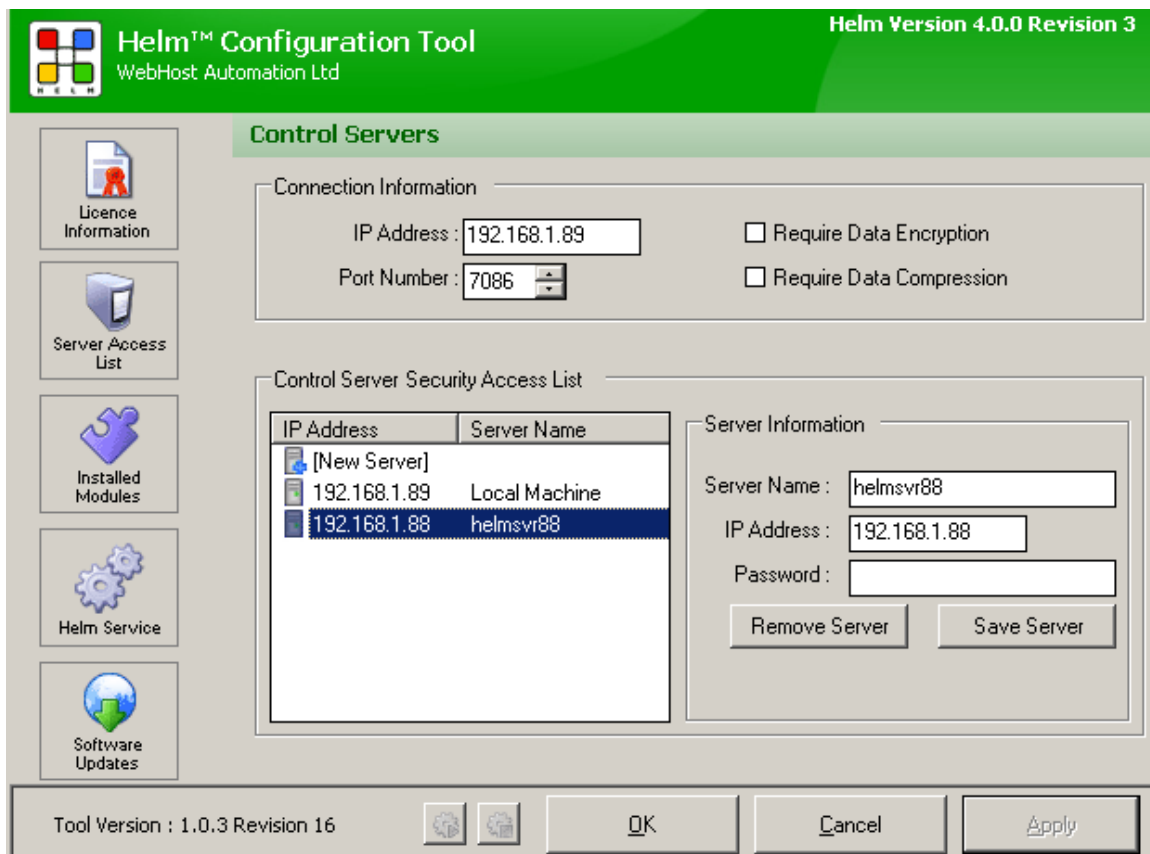 Helm™ Configuration Tool
WebHost Automation Ltd
Helm Version 4.0.0 Revision 3
H E L M
Licence
Information
Server Access
List
Installed
Modules
Helm Service
Software
Updates
Control Servers
Connection Information
IP Address : 192.168.1.89
Port Number : 7086
Require Data Encryption
Require Data Compression
Control Server Security Access List
IP Address Server Name
[New Server]
192.168.1.89 Local Machine
192.168.1.88 helmsvr88
Server Information
Server Name : helmsvr88
IP Address : 192.168.1.88
Password :
Remove Server Save Server
Tool Version : 1.0.3 Revision 16
OK Cancel Apply